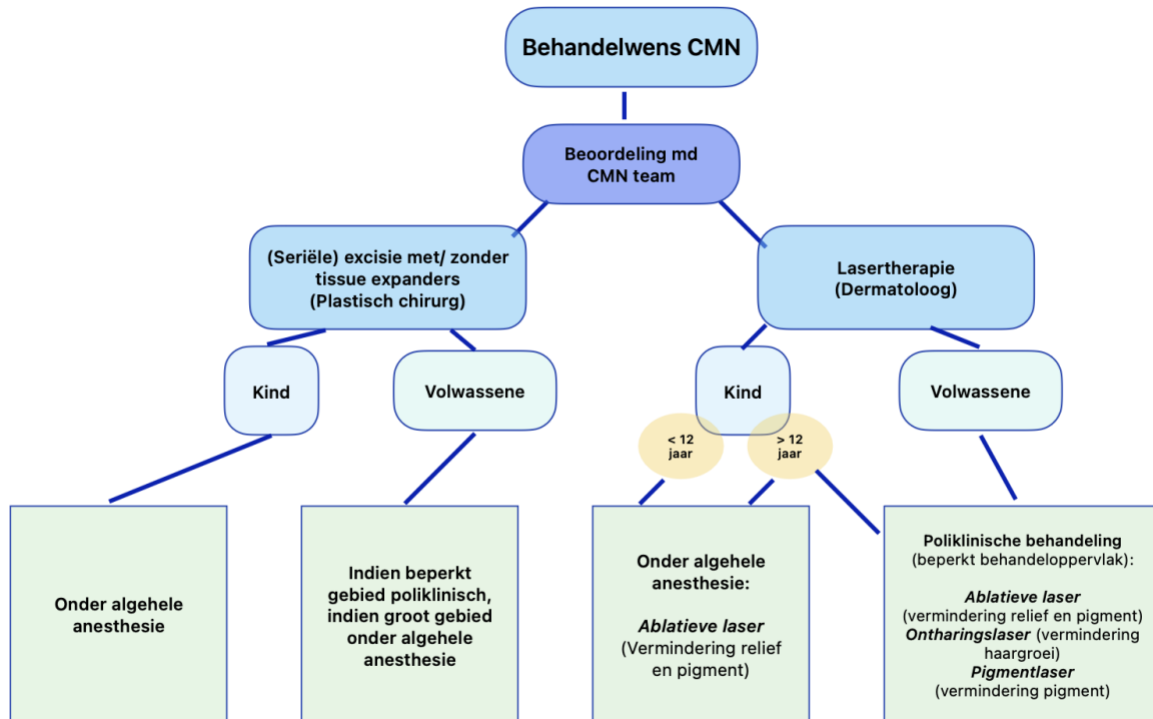 Behandelwens CMN
Beoordeling md
CMN team
(Seriële) excisie met/ zonder
tissue expanders
(Plastisch chirurg)
Lasertherapie
(Dermatoloog)
Kind
Volwassene
Kind
Volwassene
< 12
jaar
> 12
jaar
Onder algehele
anesthesie
Indien beperkt
gebied poliklinisch,
indien groot gebied
onder algehele
anesthesie
Onder algehele
anesthesie:
Ablatieve laser
(Vermindering relief
en pigment)
Poliklinische behandeling
(beperkt behandeloppervlak):
Ablatieve laser
(vermindering relief en pigment)
Ontharingslaser (vermindering
haargroei)
Pigmentlaser
(vermindering pigment)